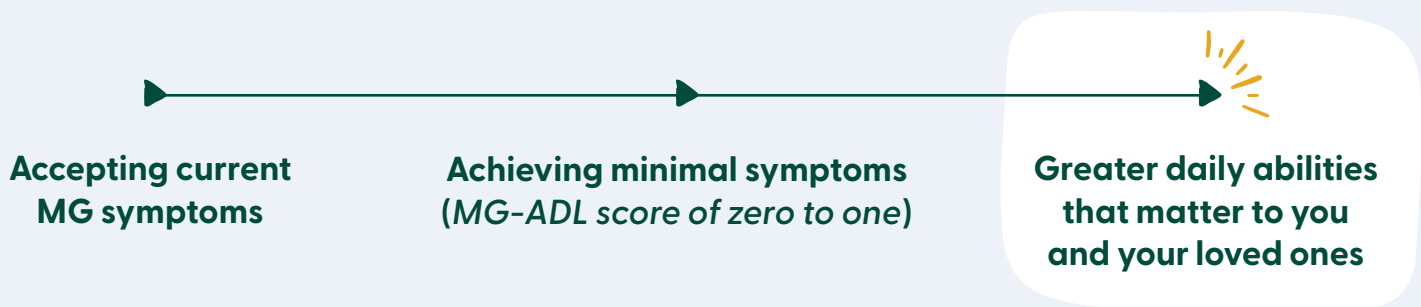 Accepting current
MG symptoms
Achieving minimal symptoms
(MG-ADL score of zero to one)
Greater daily abilities
that matter to you
and your loved ones